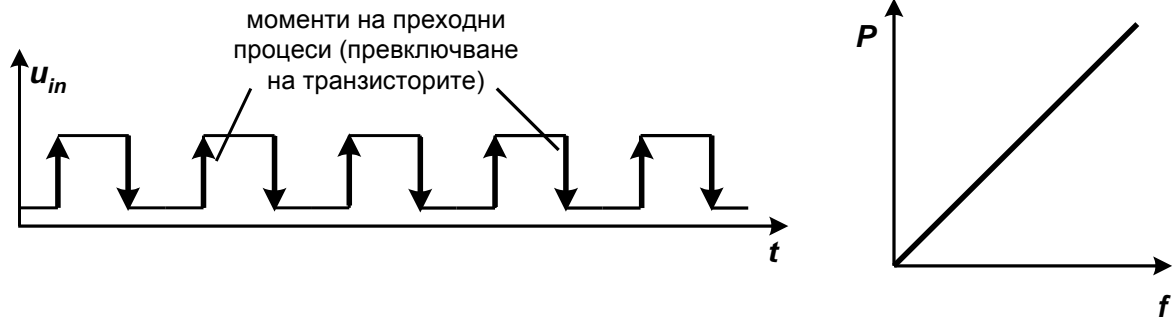 моменти на преходни
процеси (превключване
на транзисторите)
u_in
t
P
f